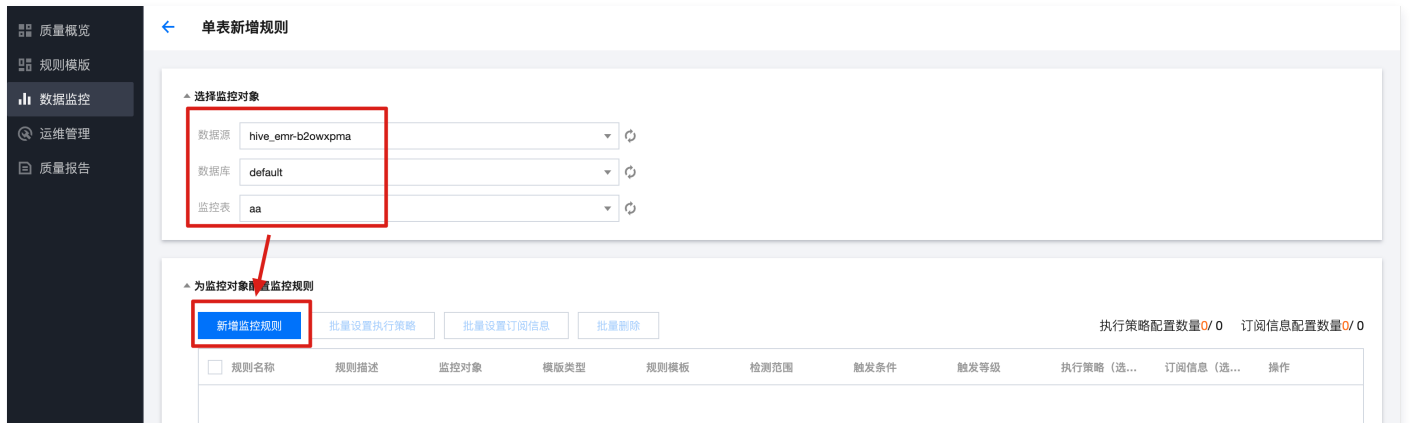 质量概览
规则模版
数据监控
运维管理
质量报告
单表新增规则
选择监控对象
数据源 hive_emr-b2owxpma
数据库 default
监控表 aa
为监控对象配置监控规则
新增监控规则 批量设置执行策略 批量设置订阅信息 批量删除 执行策略配置数量0/ 0 订阅信息配置数量0/ 0
规则名称 规则描述 监控对象 模版类型 规则模板 检测范围 触发条件 触发等级 执行策略（选... 订阅信息（选... 操作